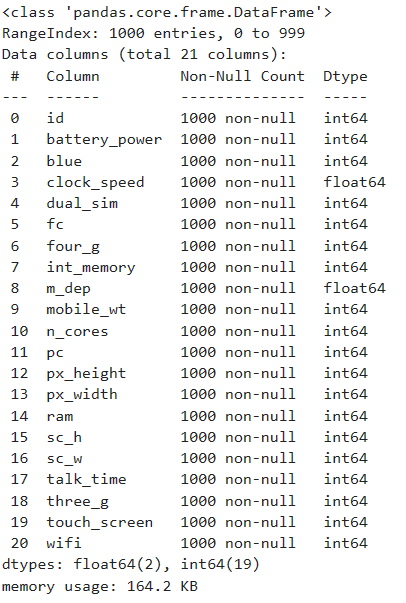 <class 'pandas.core.frame.DataFrame'>
RangeIndex: 1000 entries, 0 to 999
Data columns (total 21 columns):
 #   Column         Non-Null Count  Dtype
---  ------         --------------  -----
 0   id             1000 non-null   int64
 1   battery_power  1000 non-null   int64
 2   blue           1000 non-null   int64
 3   clock_speed    1000 non-null   float64
 4   dual_sim       1000 non-null   int64
 5   fc             1000 non-null   int64
 6   four_g         1000 non-null   int64
 7   int_memory     1000 non-null   int64
 8   m_dep          1000 non-null   float64
 9   mobile_wt      1000 non-null   int64
 10  n_cores        1000 non-null   int64
 11  pc             1000 non-null   int64
 12  px_height      1000 non-null   int64
 13  px_width       1000 non-null   int64
 14  ram            1000 non-null   int64
 15  sc_h           1000 non-null   int64
 16  sc_w           1000 non-null   int64
 17  talk_time      1000 non-null   int64
 18  three_g        1000 non-null   int64
 19  touch_screen   1000 non-null   int64
 20  wifi           1000 non-null   int64
dtypes: float64(2), int64(19)
memory usage: 164.2 KB